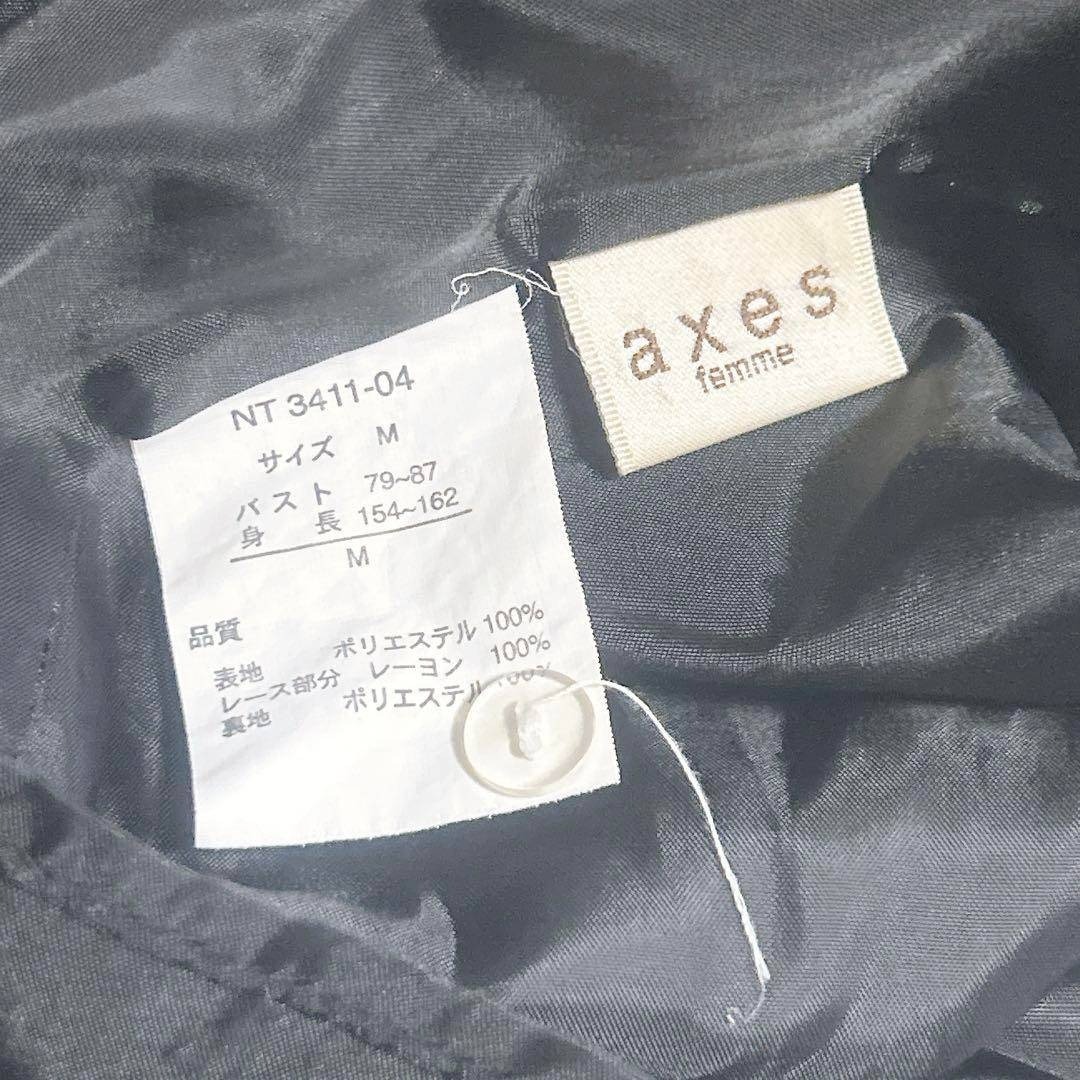 axes
femme
NT 3411-04
サイズ M
バスト 79~87
身長 154~162
M
品質
表地 ポリエステル 100%
レース部分 レーヨン 100%
裏地 ポリエステル 100%